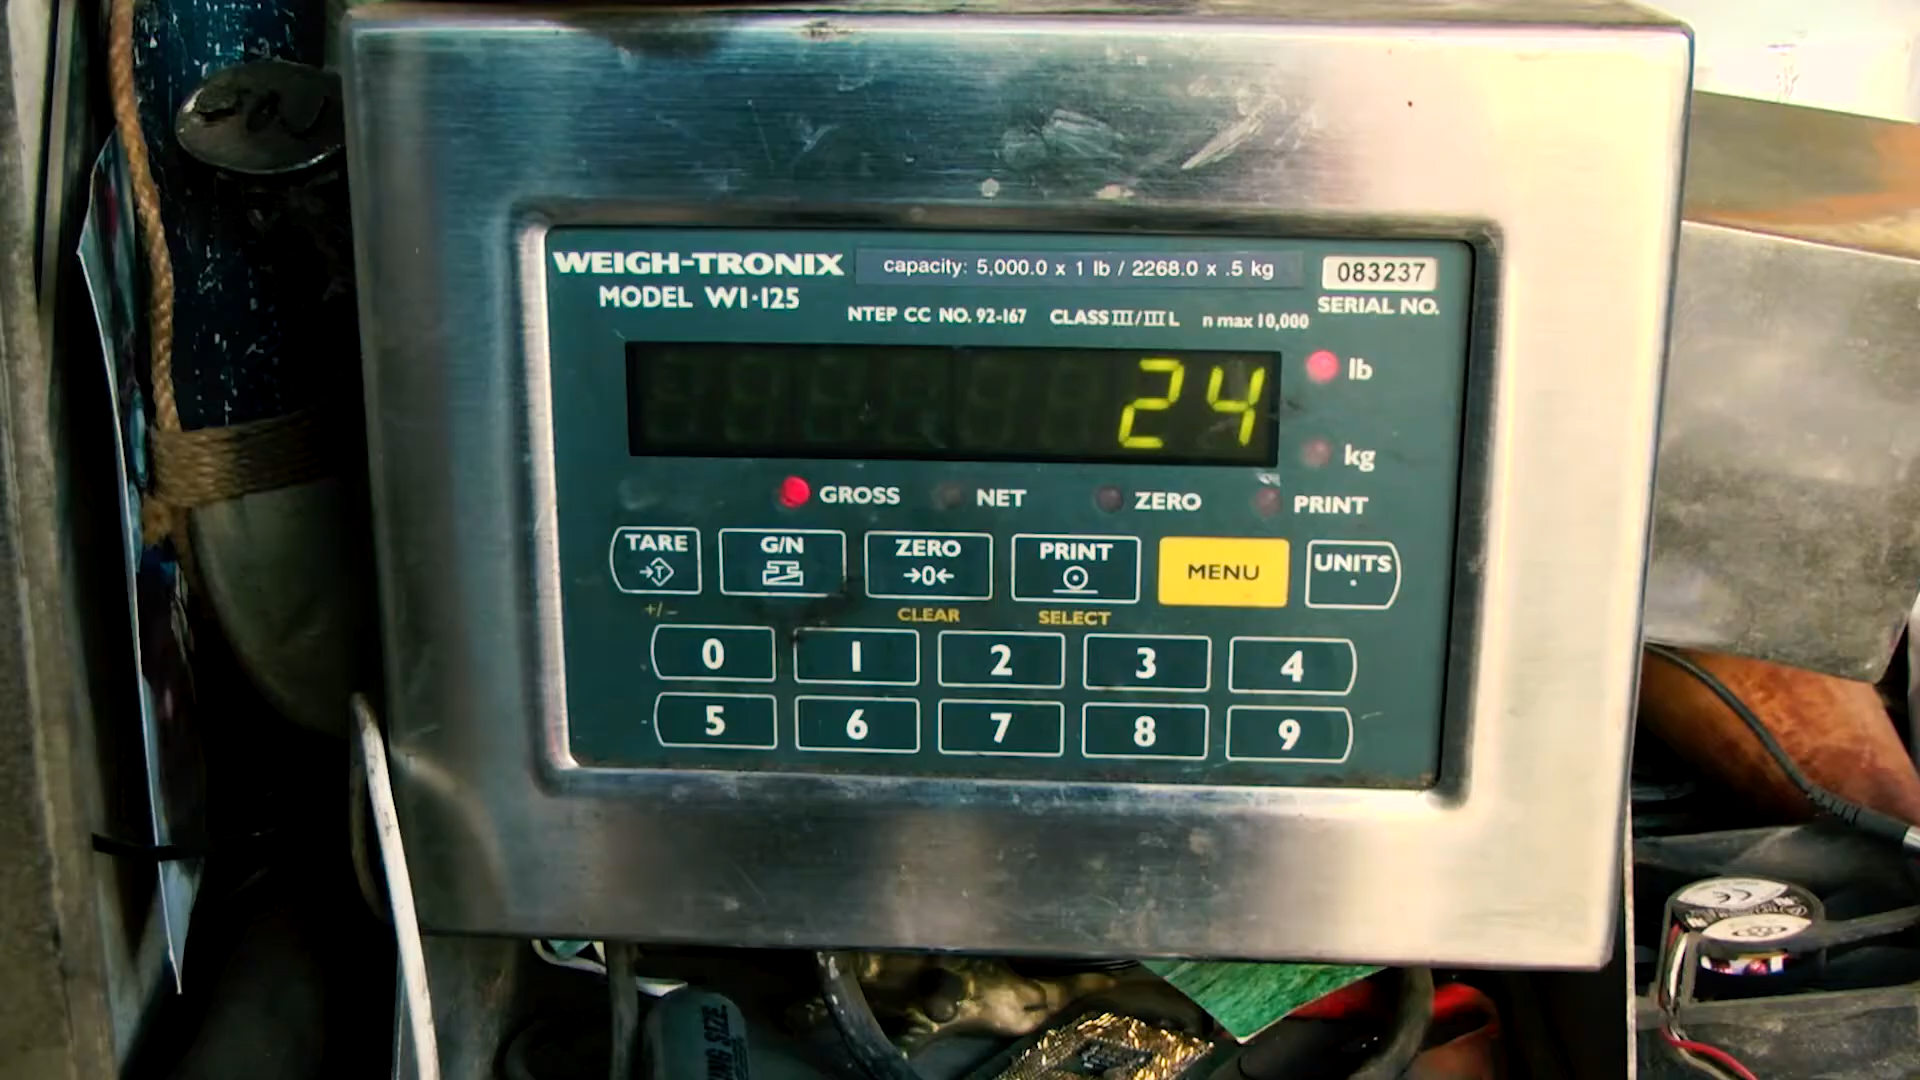 WEIGH-TRONIX
MODEL WI-125
capacity: 5,000.0 x 1 lb / 2268.0 x .5 kg
083237
SERIAL NO.
NTEP CC NO. 92-167 CLASS III/III L n max 10,000
24
lb
kg
GROSS NET ZERO PRINT
TARE G/N ZERO PRINT MENU UNITS
→T← →0←
+/- CLEAR SELECT
0 1 2 3 4
5 6 7 8 9
CE